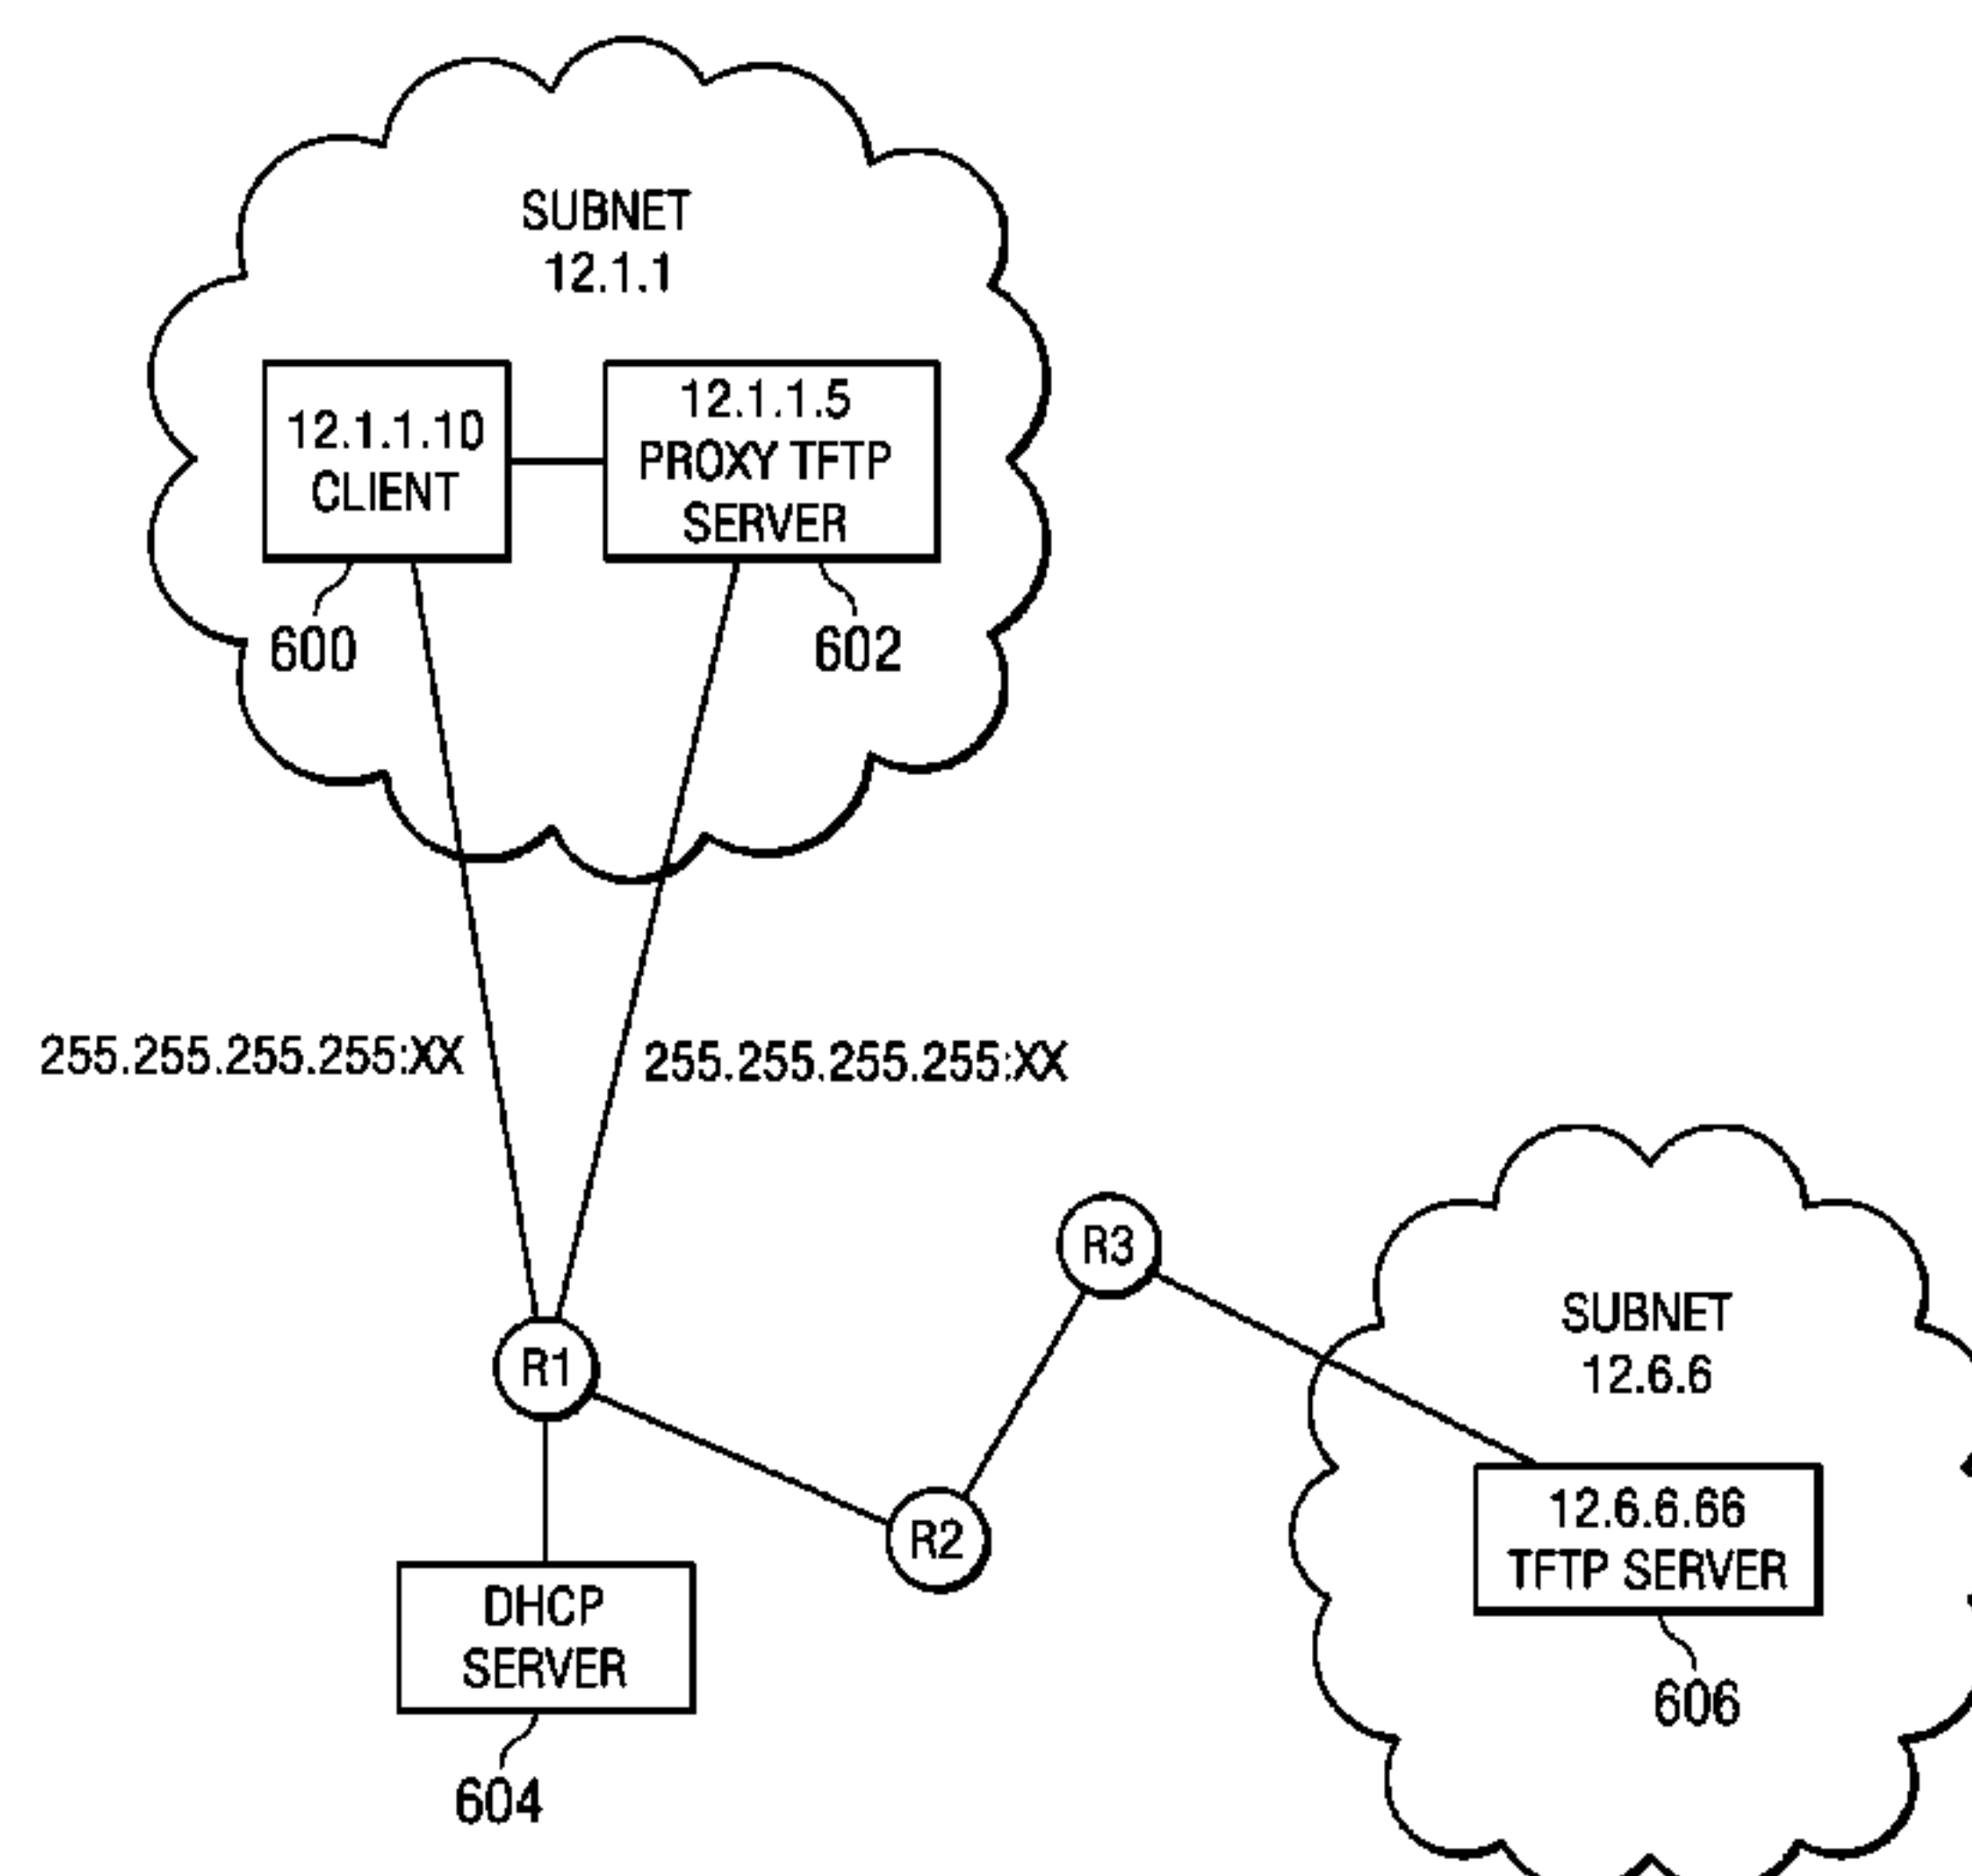 SUBNET
12.1.1
12.1.1.10
CLIENT
12.1.1.5
PROXY TFTP
SERVER
600
602
255.255.255.255:XX
255.255.255.255:XX
R3
R1
R2
SUBNET
12.6.6
12.6.6.66
TFTP SERVER
606
DHCP
SERVER
604